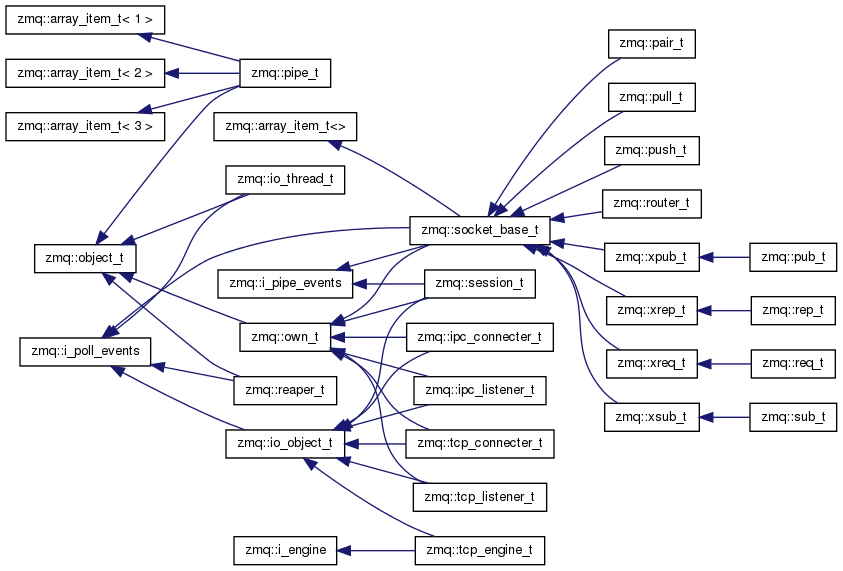 zmq::array_item_t< 1 >
zmq::array_item_t< 2 >
zmq::array_item_t< 3 >
zmq::object_t
zmq::i_poll_events
zmq::pipe_t
zmq::array_item_t<>
zmq::io_thread_t
zmq::i_pipe_events
zmq::own_t
zmq::reaper_t
zmq::io_object_t
zmq::i_engine
zmq::socket_base_t
zmq::session_t
zmq::ipc_connecter_t
zmq::ipc_listener_t
zmq::tcp_connecter_t
zmq::tcp_listener_t
zmq::tcp_engine_t
zmq::pair_t
zmq::pull_t
zmq::push_t
zmq::router_t
zmq::xpub_t
zmq::xrep_t
zmq::xreq_t
zmq::xsub_t
zmq::pub_t
zmq::rep_t
zmq::req_t
zmq::sub_t